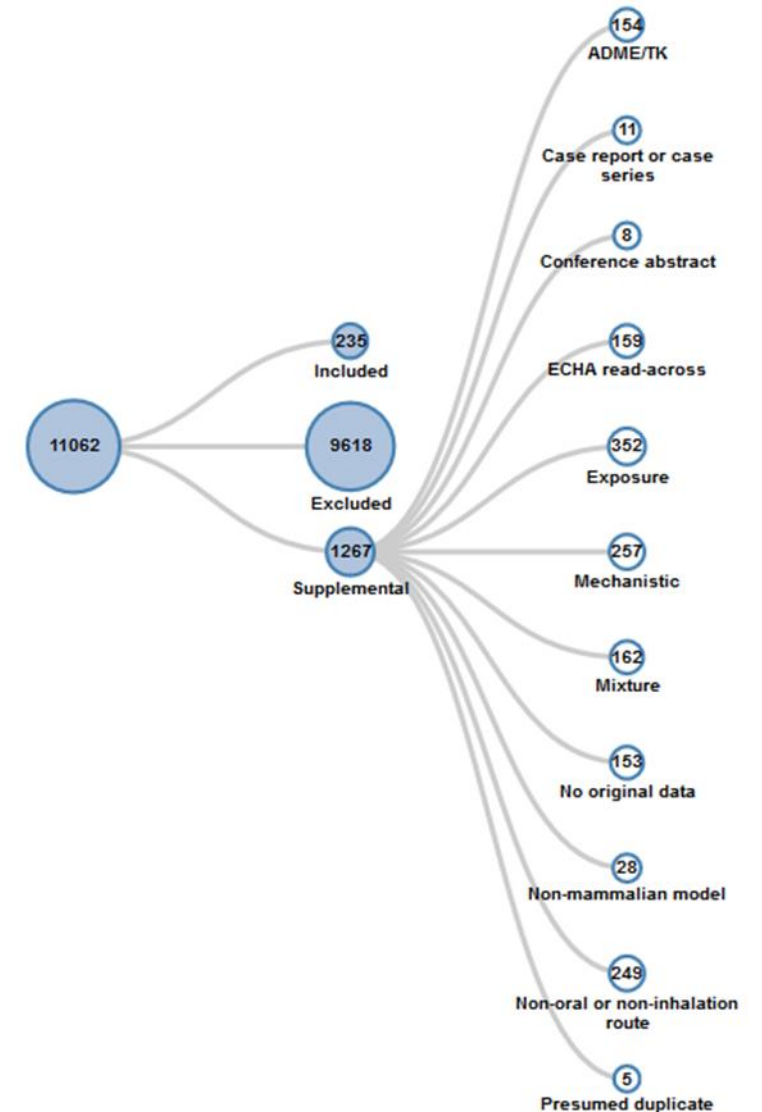 11062
235
Included
9618
Excluded
1267
Supplemental
154
ADME/TK
11
Case report or case
series
8
Conference abstract
159
ECHA read-across
352
Exposure
257
Mechanistic
162
Mixture
153
No original data
28
Non-mammalian model
249
Non-oral or non-inhalation
route
5
Presumed duplicate